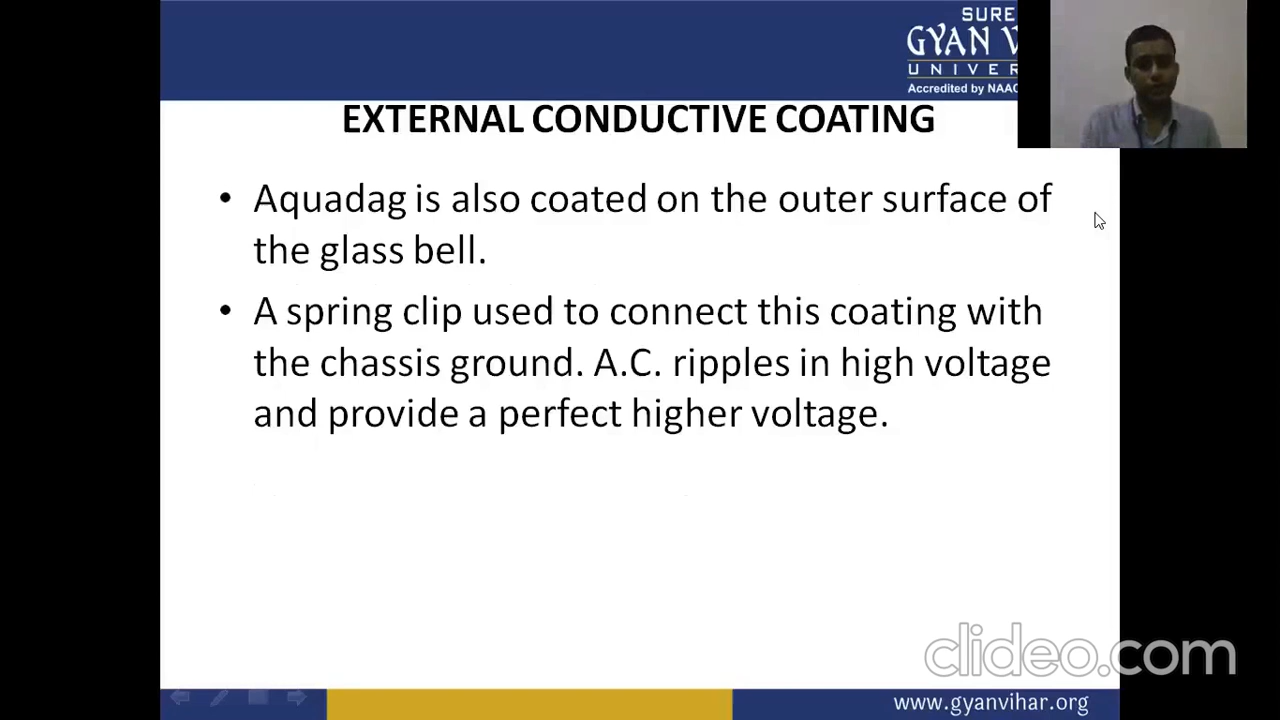 SURE
GYAN V
UNIVER
Accredited by NAAC
EXTERNAL CONDUCTIVE COATING
• Aquadag is also coated on the outer surface of
the glass bell.
• A spring clip used to connect this coating with
the chassis ground. A.C. ripples in high voltage
and provide a perfect higher voltage.
clideo.com
www.gyanvihar.org